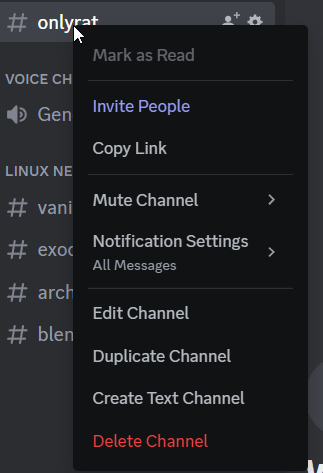 # onlyrat
Mark as Read
Invite People
Copy Link
Mute Channel
Notification Settings
All Messages
Edit Channel
Duplicate Channel
Create Text Channel
Delete Channel
VOICE CH
Gen
LINUX NE
# vani
# exo
# arch
# blen